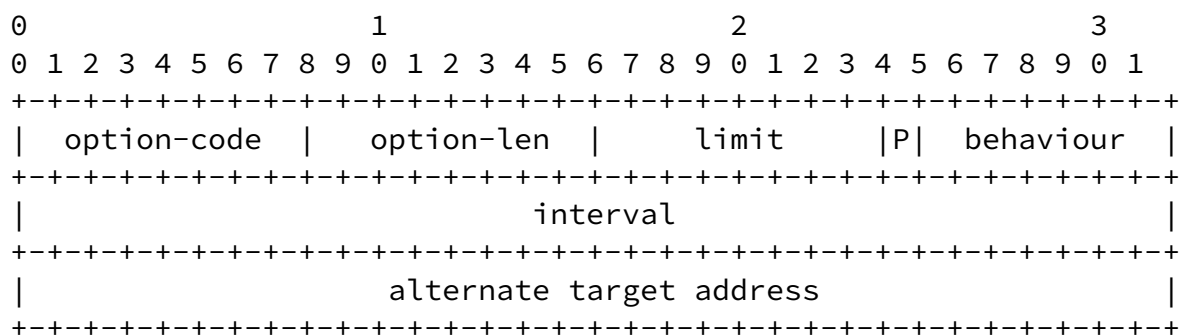 0                   1                   2                   3
0 1 2 3 4 5 6 7 8 9 0 1 2 3 4 5 6 7 8 9 0 1 2 3 4 5 6 7 8 9 0 1
+-+-+-+-+-+-+-+-+-+-+-+-+-+-+-+-+-+-+-+-+-+-+-+-+-+-+-+-+-+-+-+-+
|  option-code  |   option-len  |     limit     |P|  behaviour  |
+-+-+-+-+-+-+-+-+-+-+-+-+-+-+-+-+-+-+-+-+-+-+-+-+-+-+-+-+-+-+-+-+
|                            interval                           |
+-+-+-+-+-+-+-+-+-+-+-+-+-+-+-+-+-+-+-+-+-+-+-+-+-+-+-+-+-+-+-+-+
|                    alternate target address                   |
+-+-+-+-+-+-+-+-+-+-+-+-+-+-+-+-+-+-+-+-+-+-+-+-+-+-+-+-+-+-+-+-+